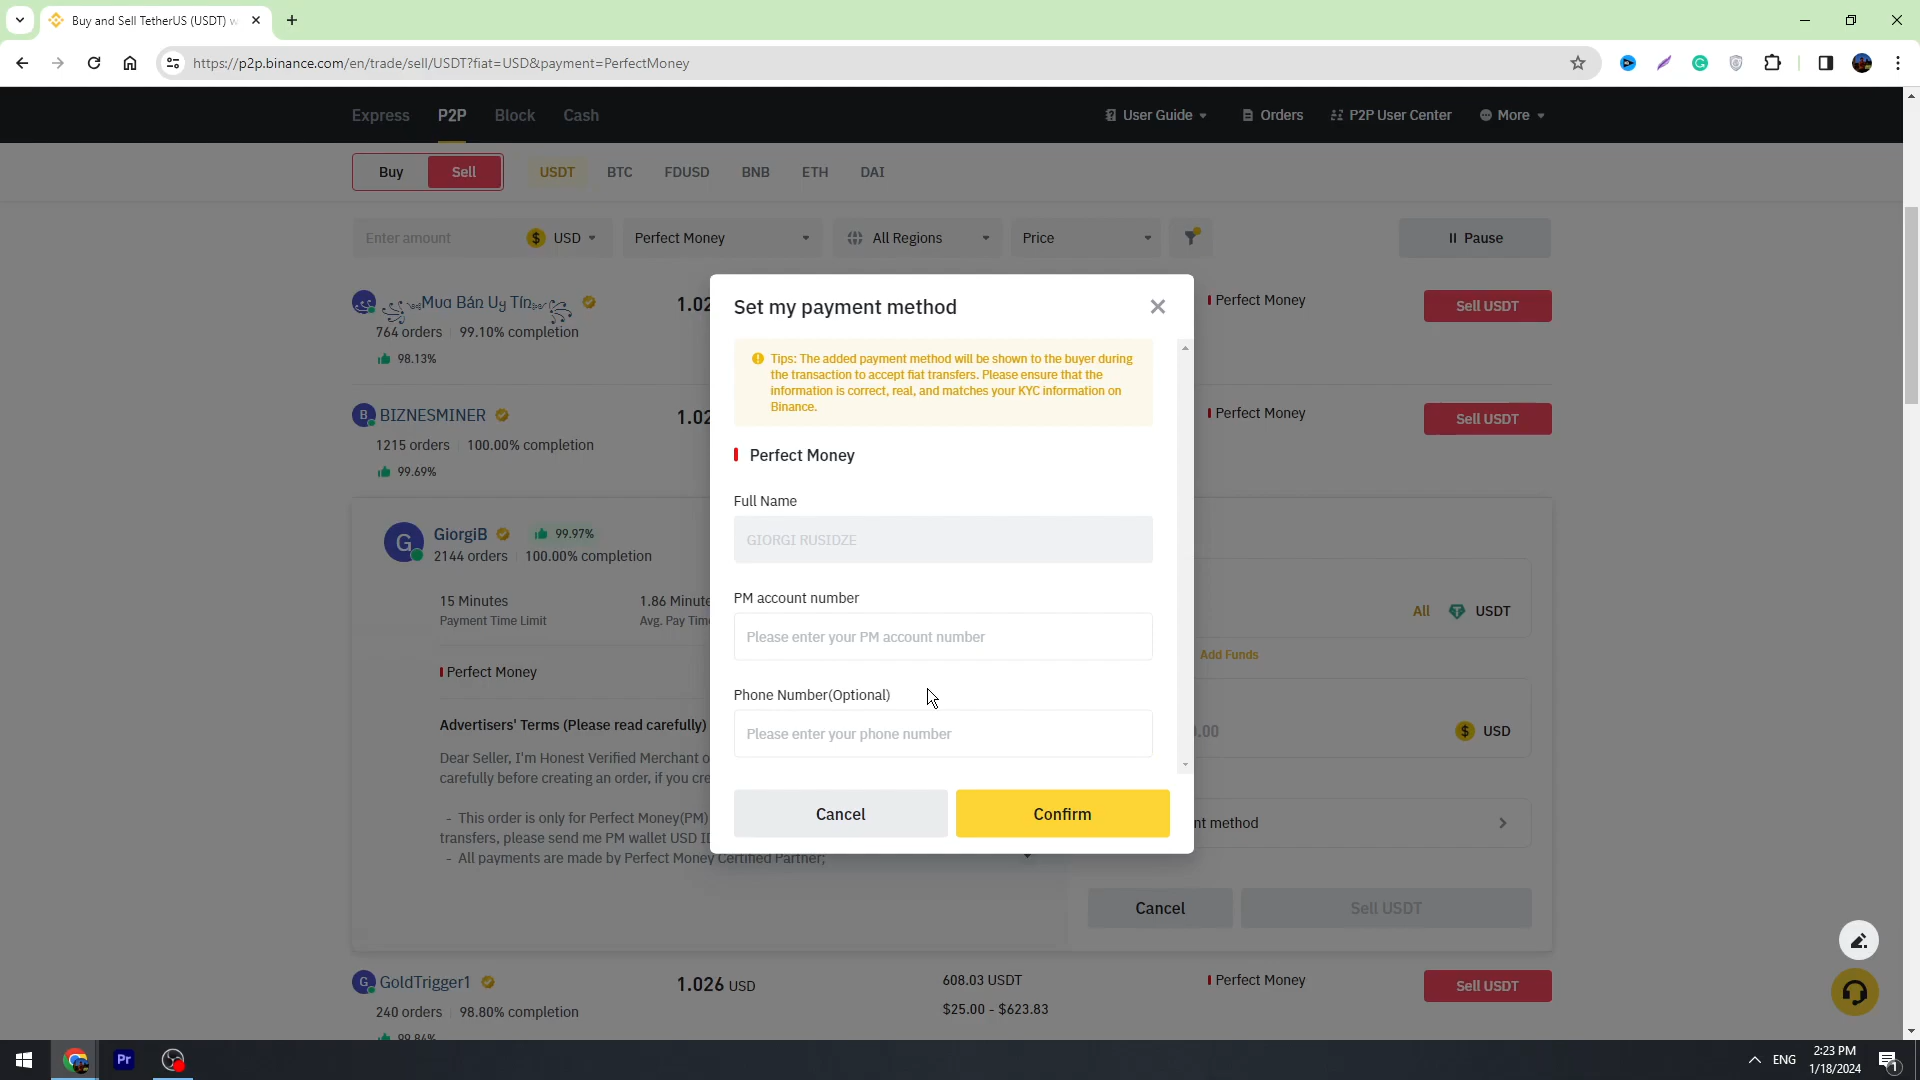 Buy and Sell TetherUS (USDT) w
https://p2p.binance.com/en/trade/sell/USDT?fiat=USD&payment=PerfectMoney
Express P2P Block Cash
User Guide Orders P2P User Center More
Buy Sell USDT BTC FDUSD BNB ETH DAI
Enter amount $ USD Perfect Money All Regions Price Pause
Mua Bán Uy Tín 1.02 Perfect Money Sell USDT
764 orders 99.10% completion
98.13%
B BIZNESMINER 1.02 Perfect Money Sell USDT
1215 orders 100.00% completion
99.69%
G GiorgiB 99.97%
2144 orders 100.00% completion
15 Minutes 1.86 Minute
Payment Time Limit Avg. Pay Tim
Perfect Money
Advertisers' Terms (Please read carefully)
Dear Seller, I'm Honest Verified Merchant o
carefully before creating an order, if you cre
- This order is only for Perfect Money(PM)
transfers, please send me PM wallet USD ID
- All payments are made by Perfect Money Certified Partner;
Set my payment method
Tips: The added payment method will be shown to the buyer during
the transaction to accept fiat transfers. Please ensure that the
information is correct, real, and matches your KYC information on
Binance.
Perfect Money
Full Name
GIORGI RUSIDZE
PM account number
Please enter your PM account number
Phone Number(Optional)
Please enter your phone number
Cancel Confirm
All USDT
Add Funds
.00 $ USD
nt method
Cancel Sell USDT
G GoldTrigger1 1.026 USD 608.03 USDT Perfect Money Sell USDT
240 orders 98.80% completion $25.00 - $623.83
99.84%
Pr ENG 2:23 PM
1/18/2024 1